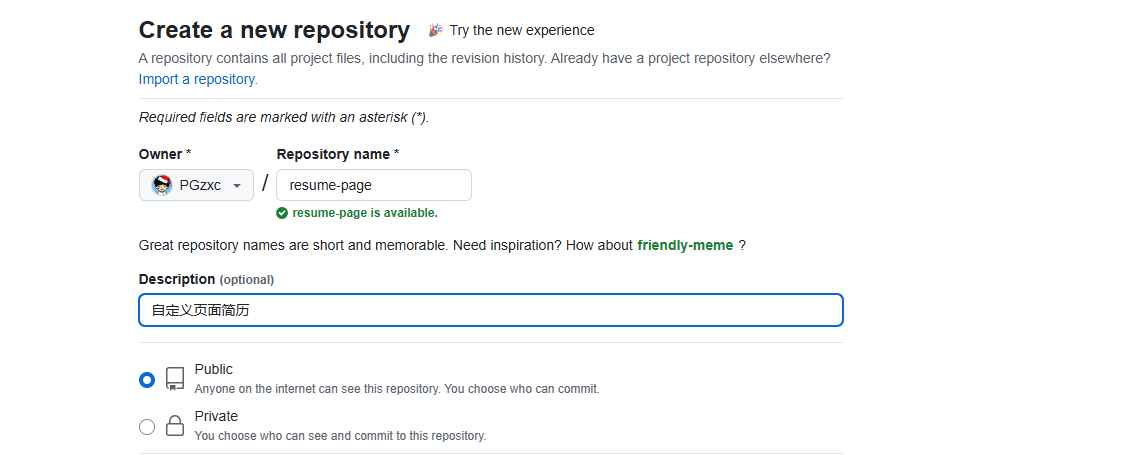 Create a new repository Try the new experience
A repository contains all project files, including the revision history. Already have a project repository elsewhere?
Import a repository.
Required fields are marked with an asterisk (*).
Owner * Repository name *
PGzxc / resume-page
resume-page is available.
Great repository names are short and memorable. Need inspiration? How about friendly-meme ?
Description (optional)
自定义页面简历
Public
Anyone on the internet can see this repository. You choose who can commit.
Private
You choose who can see and commit to this repository.